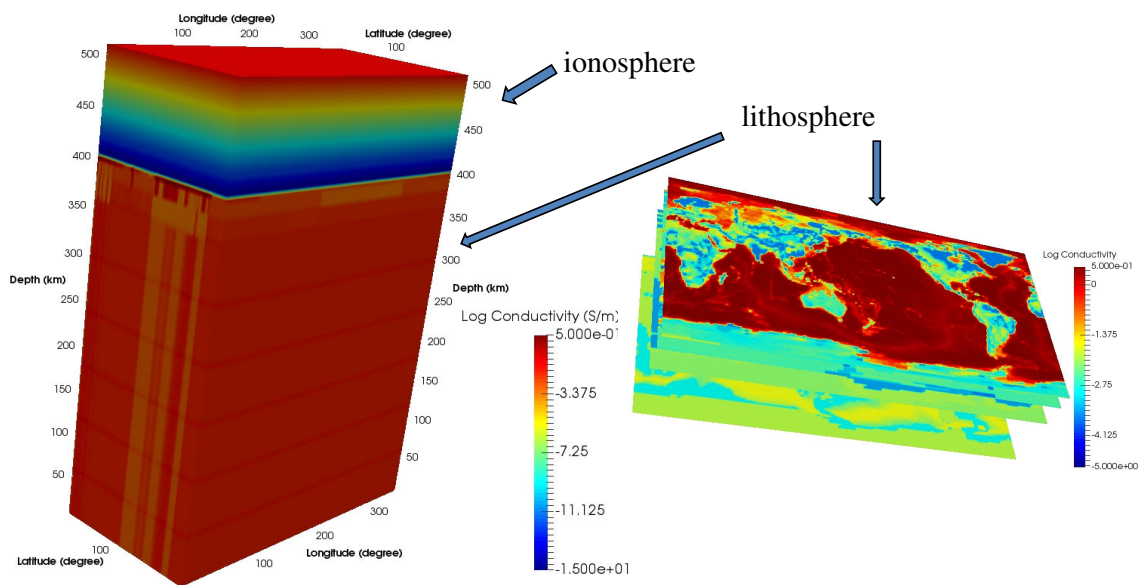 Longitude (degree)
100 200 300
Latitude (degree)
100
500
450
400
350
300
250
200
150
100
50
Depth (km)
500
450
400
350
300
250
200
150
100
50
Depth (km)
100
Latitude (degree)
100
200
300
Longitude (degree)
ionosphere
lithosphere
Log Conductivity (S/m)
5.000e-01
-3.375
-7.25
-11.125
-1.500e+01
Log Conductivity
5.000e-01
0
-1.375
-2.75
-4.125
-5.000e+00